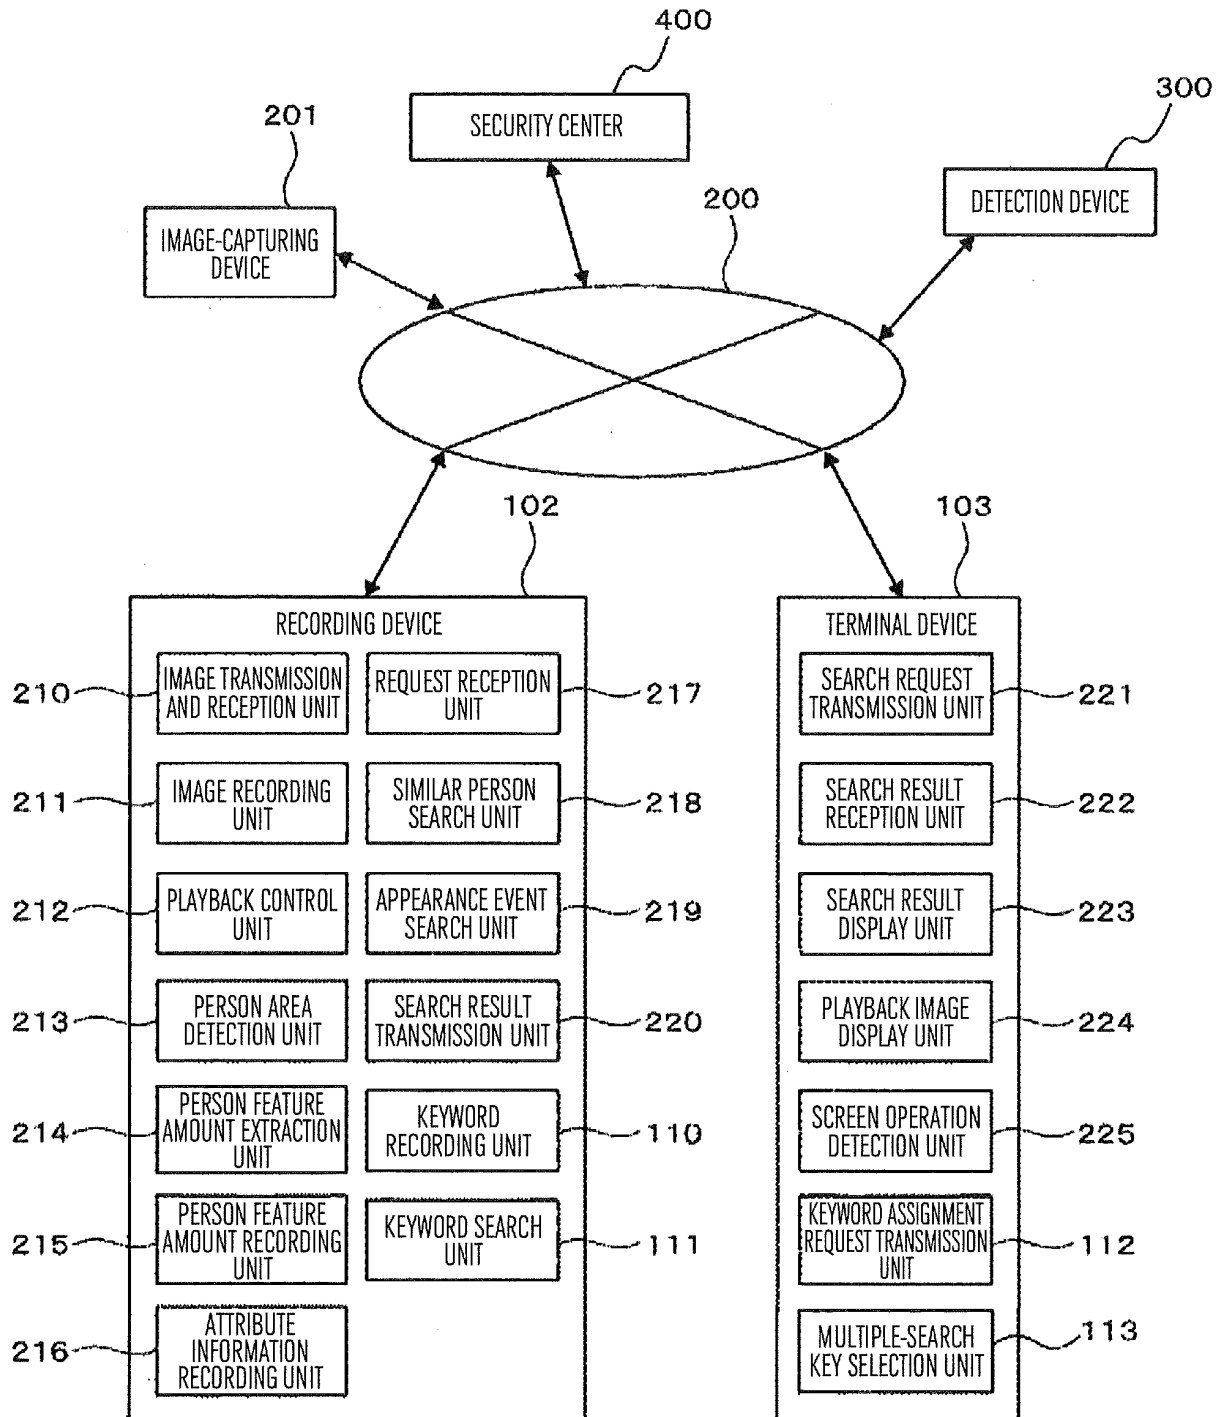 400
SECURITY CENTER
300
DETECTION DEVICE
201
IMAGE-CAPTURING
DEVICE
200
102
RECORDING DEVICE
210
IMAGE TRANSMISSION
AND RECEPTION UNIT
REQUEST RECEPTION
UNIT
217
211
IMAGE RECORDING
UNIT
SIMILAR PERSON
SEARCH UNIT
218
212
PLAYBACK CONTROL
UNIT
APPEARANCE EVENT
SEARCH UNIT
219
213
PERSON AREA
DETECTION UNIT
SEARCH RESULT
TRANSMISSION UNIT
220
214
PERSON FEATURE
AMOUNT EXTRACTION
UNIT
KEYWORD
RECORDING UNIT
110
215
PERSON FEATURE
AMOUNT RECORDING
UNIT
KEYWORD SEARCH
UNIT
111
216
ATTRIBUTE
INFORMATION
RECORDING UNIT
103
TERMINAL DEVICE
SEARCH REQUEST
TRANSMISSION UNIT
221
SEARCH RESULT
RECEPTION UNIT
222
SEARCH RESULT
DISPLAY UNIT
223
PLAYBACK IMAGE
DISPLAY UNIT
224
SCREEN OPERATION
DETECTION UNIT
225
KEYWORD ASSIGNMENT
REQUEST TRANSMISSION
UNIT
112
MULTIPLE-SEARCH
KEY SELECTION UNIT
113